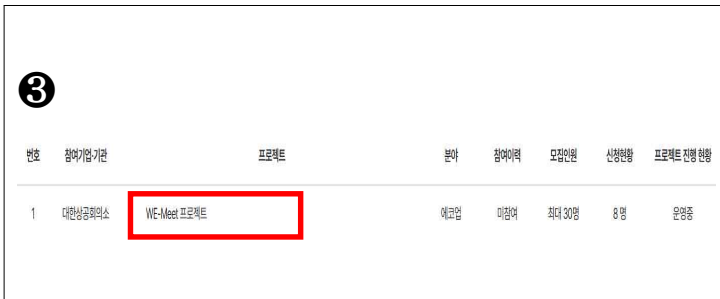 ❸
번호 참여기업·기관 프로젝트 분야 참여이력 모집인원 신청현황 프로젝트 진행 현황
1 대한상공회의소 WE-Meet 프로젝트 에코업 미참여 최대 30명 8 명 운영중